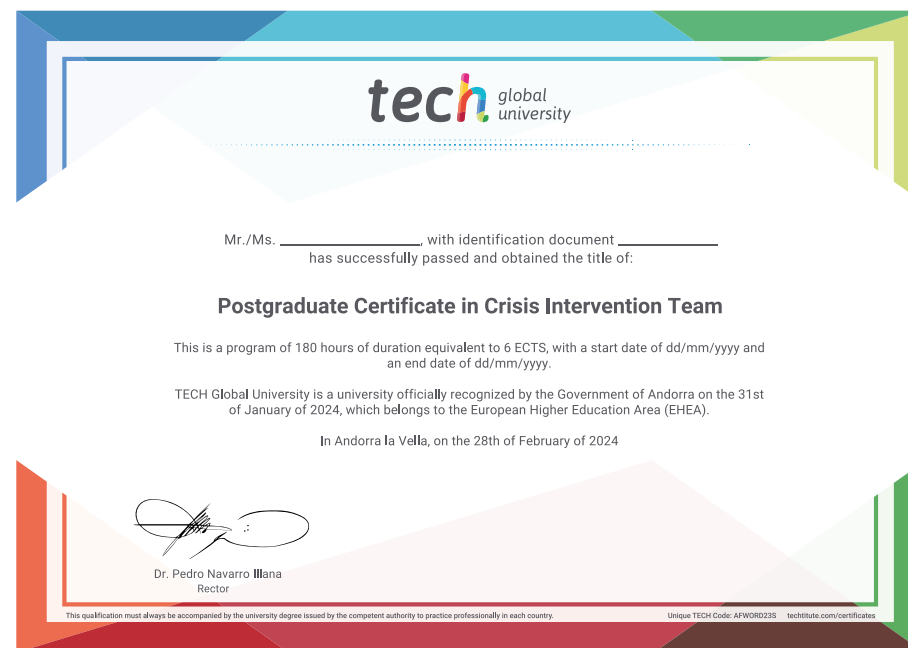 tech global university
Mr./Ms. ____________________, with identification document ______________
has successfully passed and obtained the title of:
Postgraduate Certificate in Crisis Intervention Team
This is a program of 180 hours of duration equivalent to 6 ECTS, with a start date of dd/mm/yyyy and
an end date of dd/mm/yyyy.
TECH Global University is a university officially recognized by the Government of Andorra on the 31st
of January of 2024, which belongs to the European Higher Education Area (EHEA).
In Andorra la Vella, on the 28th of February of 2024
Dr. Pedro Navarro Illana
Rector
This qualification must always be accompanied by the university degree issued by the competent authority to practice professionally in each country. Unique TECH Code: AFWORD23S techtitute.com/certificates